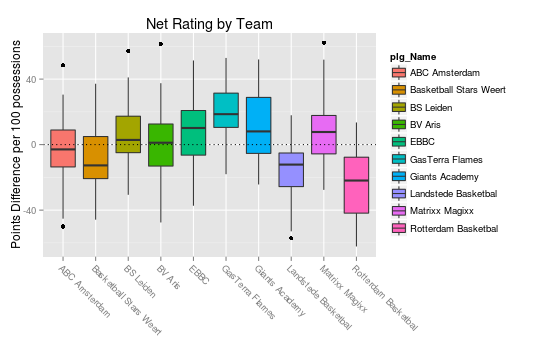 Net Rating by Team
Points Difference per 100 possessions
40
0
-40
ABC Amsterdam
Basketball Stars Weert
BS Leiden
BV Aris
EBBC
GasTerra Flames
Giants Academy
Landstede Basketbal
Matrixx Magixx
Rotterdam Basketbal
plg_Name
ABC Amsterdam
Basketball Stars Weert
BS Leiden
BV Aris
EBBC
GasTerra Flames
Giants Academy
Landstede Basketbal
Matrixx Magixx
Rotterdam Basketbal